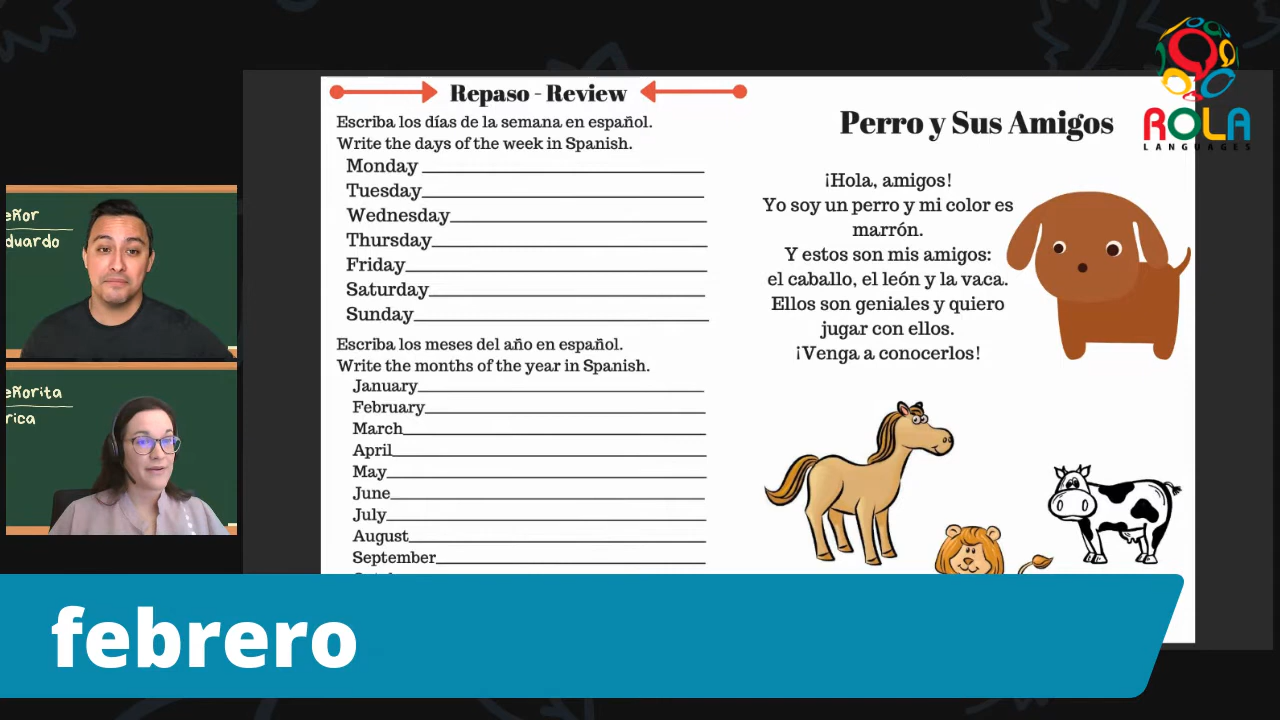 Repaso - Review
Escriba los días de la semana en español.
Write the days of the week in Spanish.
Monday
Tuesday
Wednesday
Thursday
Friday
Saturday
Sunday
Escriba los meses del año en español.
Write the months of the year in Spanish.
January
February
March
April
May
June
July
August
September
Perro y Sus Amigos
¡Hola, amigos!
Yo soy un perro y mi color es
marrón.
Y estos son mis amigos:
el caballo, el león y la vaca.
Ellos son geniales y quiero
jugar con ellos.
¡Venga a conocerlos!
ROLA
LANGUAGES
eñor
duardo
eñorita
rica
febrero